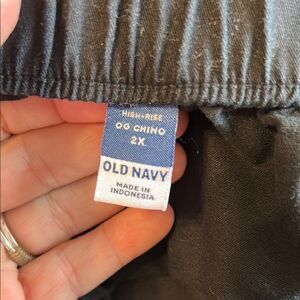 HIGH-RISE
OG CHINO
2X
OLD NAVY
MADE IN
INDONESIA